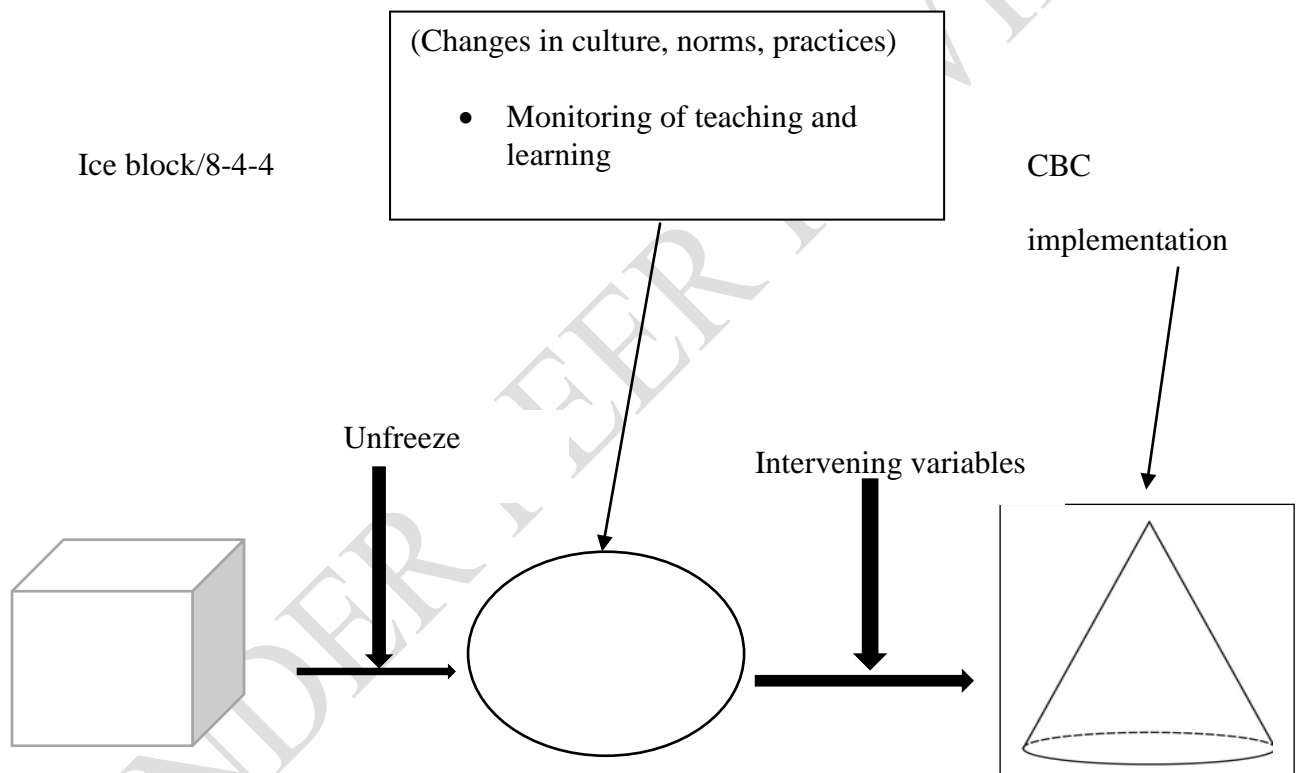 (Changes in culture, norms, practices)
• Monitoring of teaching and
learning
Ice block/8-4-4
CBC
implementation
Unfreeze
Intervening variables